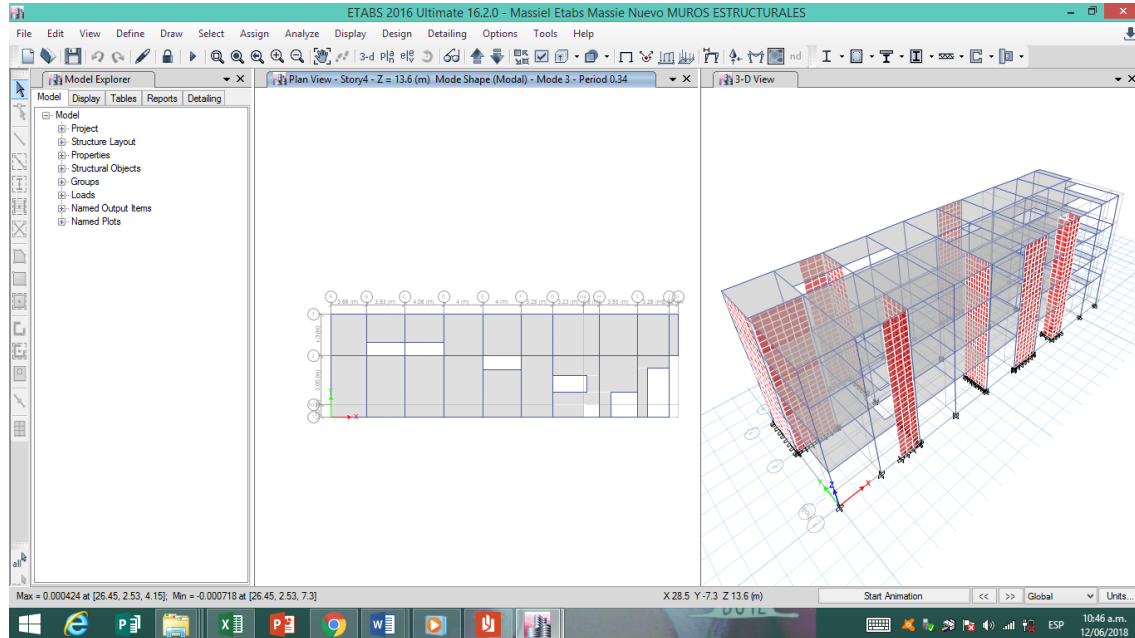 ETABS 2016 Ultimate 16.2.0 - Massiel Etabs Massie Nuevo MUROS ESTRUCTURALES
File Edit View Define Draw Select Assign Analyze Display Design Detailing Options Tools Help
3-d
nd
Model Explorer
Plan View - Story4 - Z = 13.6 (m) Mode Shape (Modal) - Mode 3 - Period 0.34
3-D View
Model Display Tables Reports Detailing
Model
Project
Structure Layout
Properties
Structural Objects
Groups
Loads
Named Output Items
Named Plots
4 (m) 4 (m)
Y
X
Z
Y
X
all
Max = 0.000424 at [26.45, 2.53, 4.15]; Min = -0.000718 at [26.45, 2.53, 7.3]
X 28.5 Y -7.3 Z 13.6 (m)
Start Animation
<< >>
Global
Units...
ESP
10:46 a.m.
12/06/2018